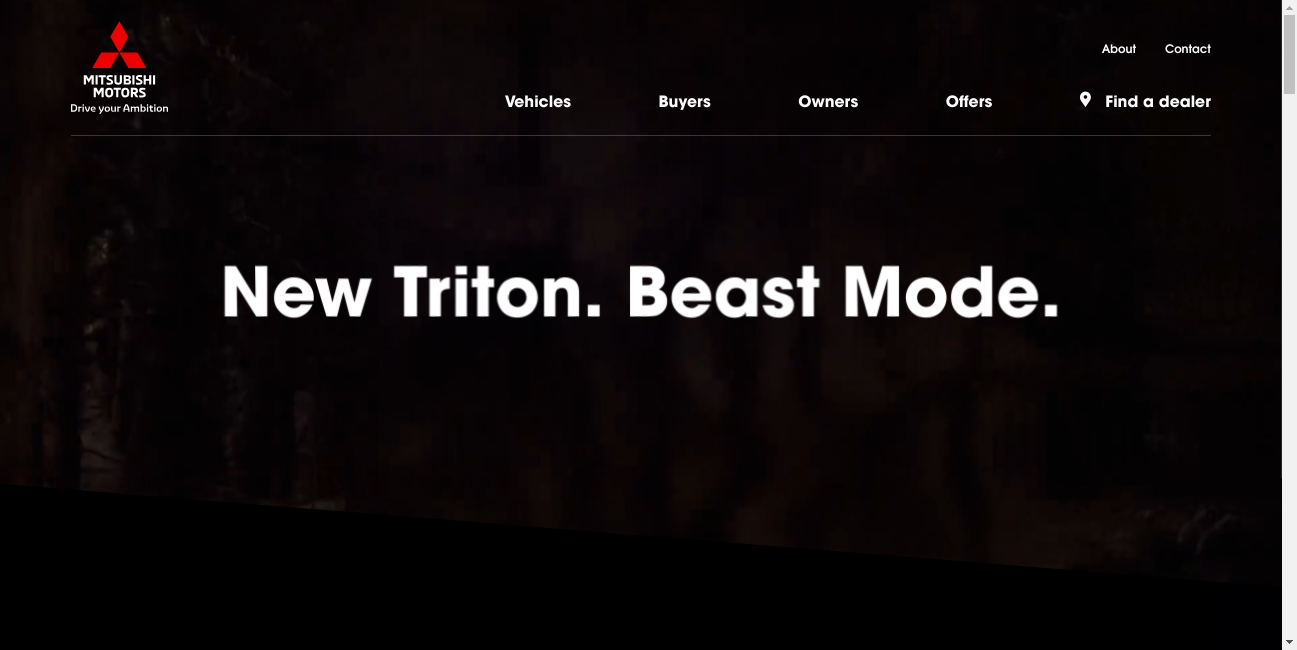 MITSUBISHI
MOTORS
Drive your Ambition
About
Contact
Vehicles
Buyers
Owners
Offers
Find a dealer
New Triton. Beast Mode.